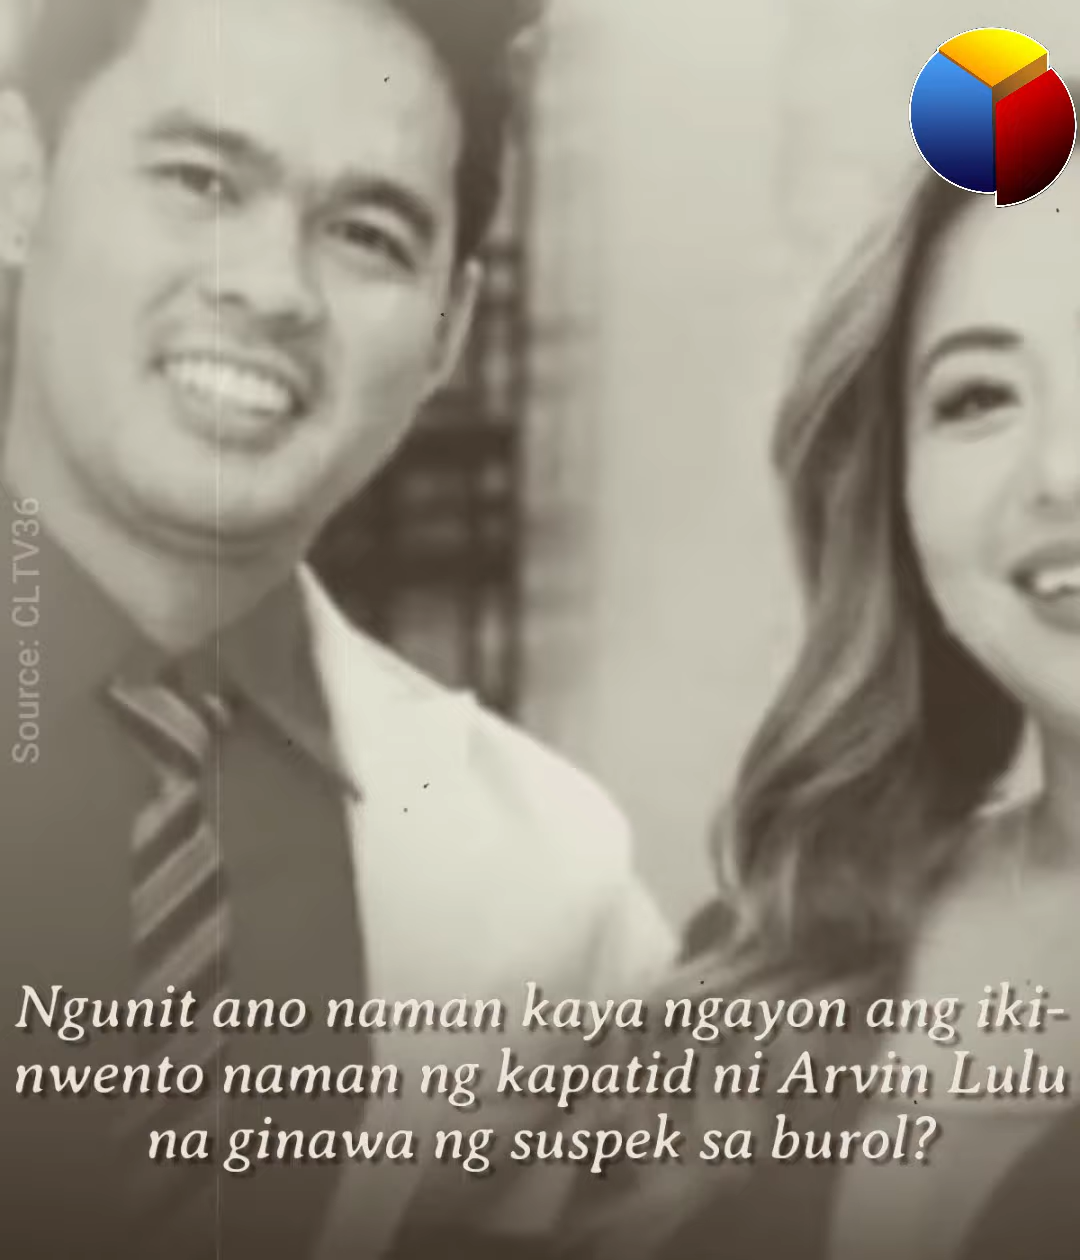 Source: CLTV36
Ngunit ano naman kaya ngayon ang iki-
nwento naman ng kapatid ni Arvin Lulu
na ginawa ng suspek sa burol?